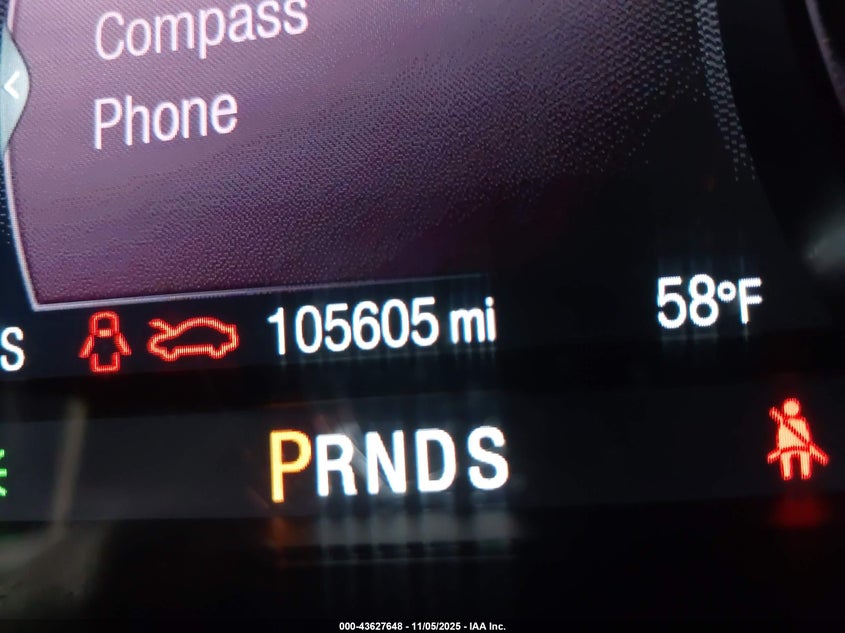 Compass
Phone
S 105605 mi 58°F
PRNDS
000-43627648 - 11/05/2025 - IAA Inc.